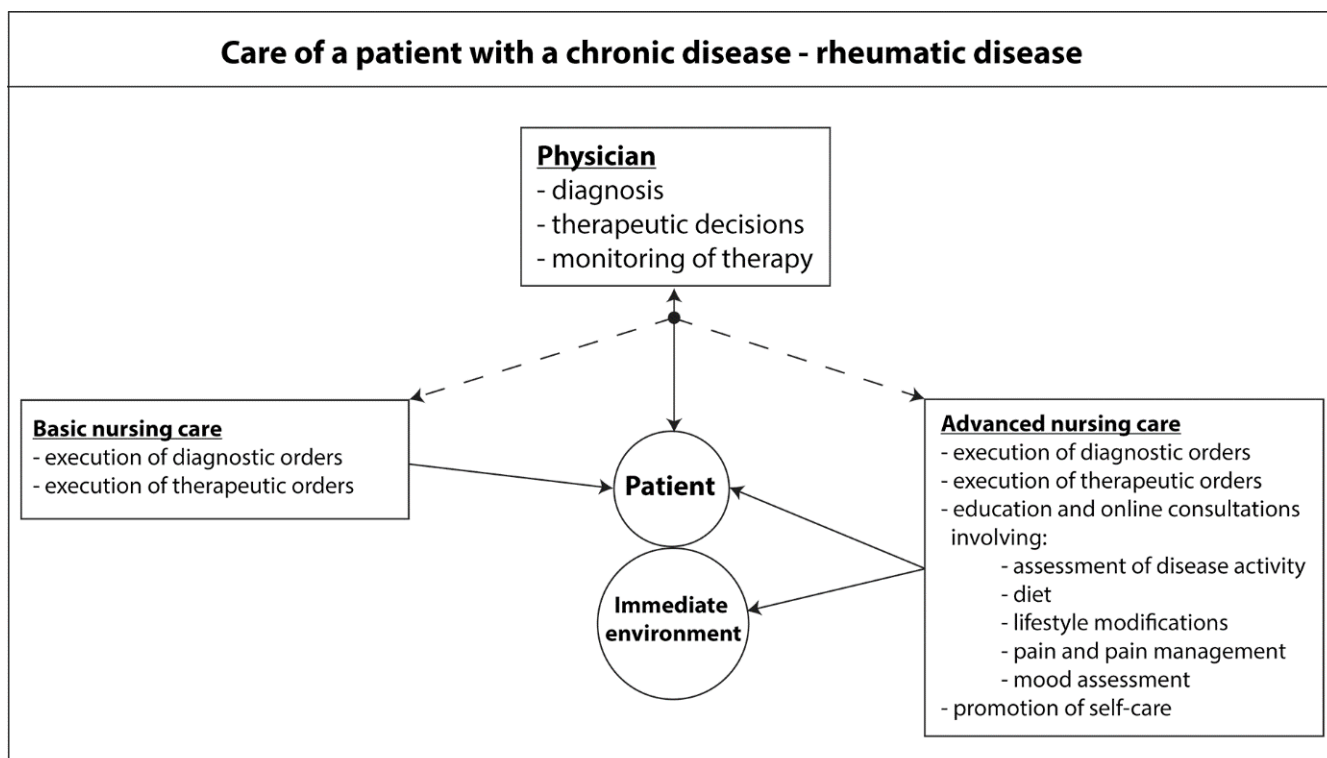 Care of a patient with a chronic disease - rheumatic disease
Physician
- diagnosis
- therapeutic decisions
- monitoring of therapy
Basic nursing care
- execution of diagnostic orders
- execution of therapeutic orders
Patient
Immediate
environment
Advanced nursing care
- execution of diagnostic orders
- execution of therapeutic orders
- education and online consultations
involving:
- assessment of disease activity
- diet
- lifestyle modifications
- pain and pain management
- mood assessment
- promotion of self-care